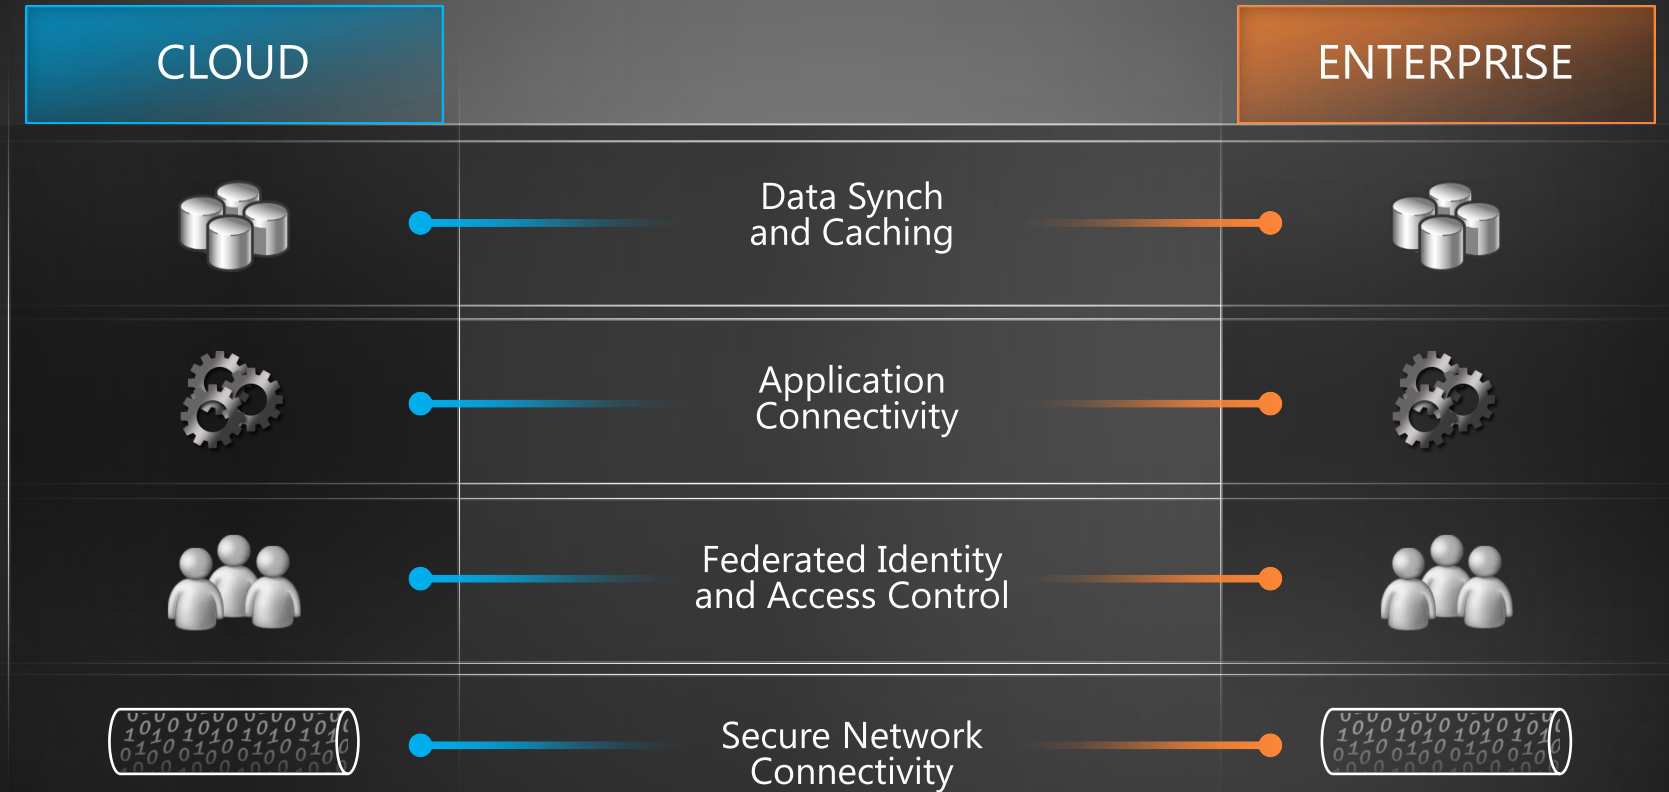 CLOUD
ENTERPRISE
Data Synch
and Caching
Application
Connectivity
Federated Identity
and Access Control
Secure Network
Connectivity